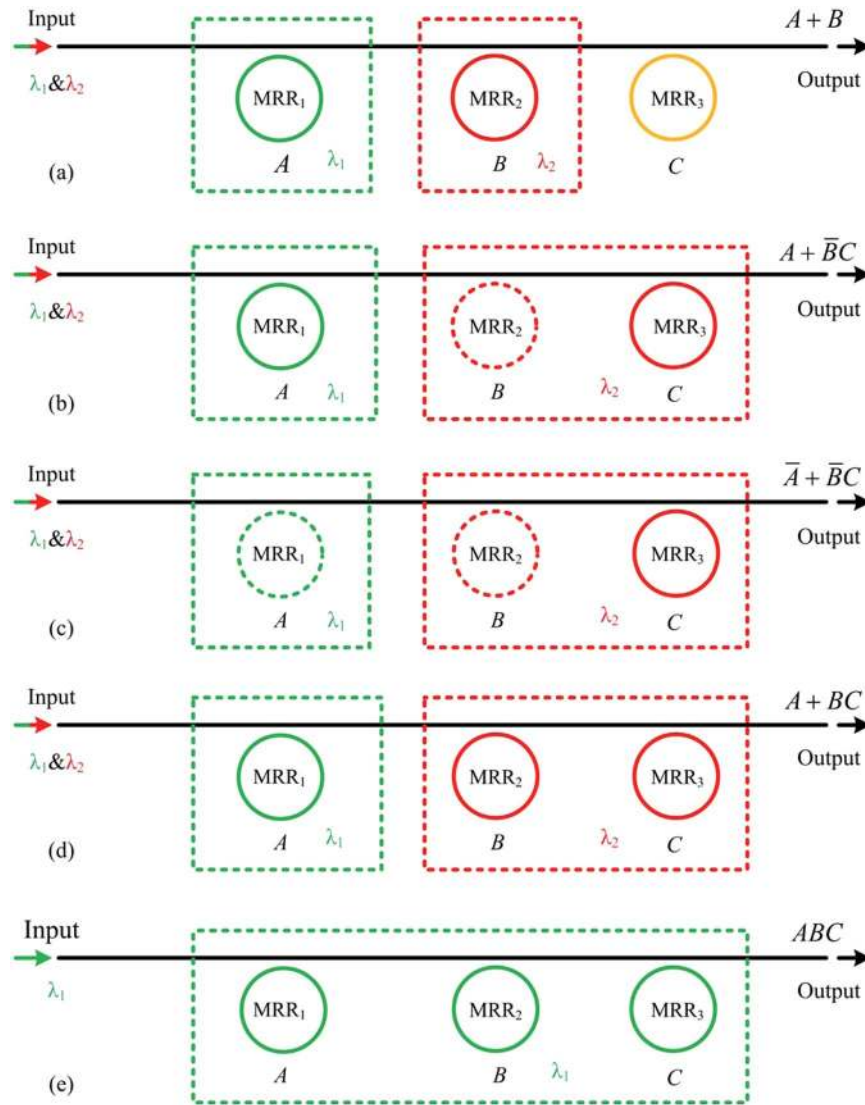 Input A + B
MRR₁ MRR₂ MRR₃
λ₁&λ₂ Output
A λ₁ B λ₂ C
(a)
Input A + B̅C
λ₁&λ₂ Output
MRR₁ MRR₂ MRR₃
A λ₁ B λ₂ C
(b)
Input A̅ + B̅C
λ₁&λ₂ Output
MRR₁ MRR₂ MRR₃
A λ₁ B λ₂ C
(c)
Input A + BC
λ₁&λ₂ Output
MRR₁ MRR₂ MRR₃
A λ₁ B λ₂ C
(d)
Input ABC
λ₁ Output
MRR₁ MRR₂ MRR₃
A B λ₁ C
(e)